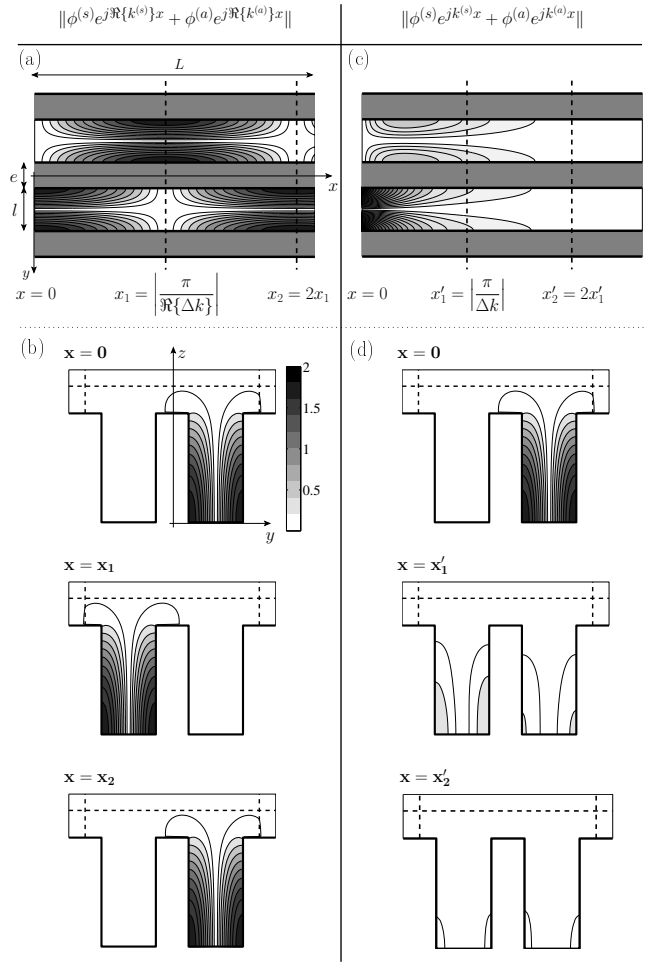 ‖ϕ^(s) e^{jℜ{k^(s)}x} + ϕ^(a) e^{jℜ{k^(a)}x}‖
‖ϕ^(s) e^{jk^(s)x} + ϕ^(a) e^{jk^(a)x}‖
(a)
L
(c)
e
x
l
y
x = 0
x₁ = |π / ℜ{Δk}|
x₂ = 2x₁
x = 0
x′₁ = |π / Δk|
x′₂ = 2x′₁
(b)
x = 0
z
2
1.5
1
0.5
y
(d)
x = 0
x = x₁
x = x′₁
x = x₂
x = x′₂